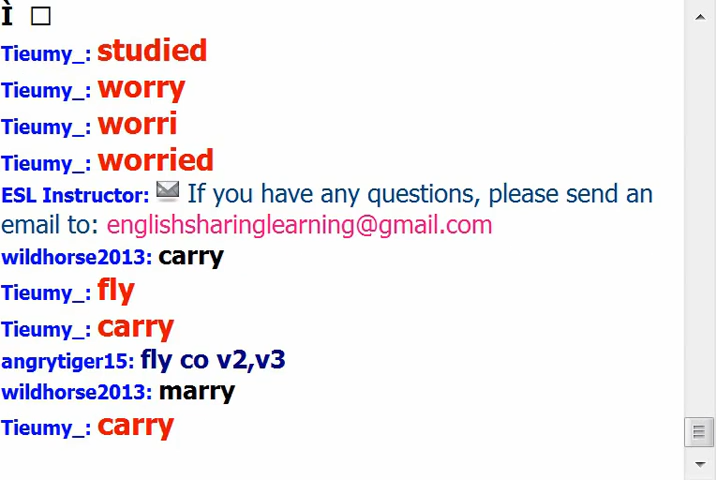 Ì □
Tieumy_: studied
Tieumy_: worry
Tieumy_: worri
Tieumy_: worried
ESL Instructor: If you have any questions, please send an
email to: englishsharinglearning@gmail.com
wildhorse2013: carry
Tieumy_: fly
Tieumy_: carry
angrytiger15: fly co v2,v3
wildhorse2013: marry
Tieumy_: carry